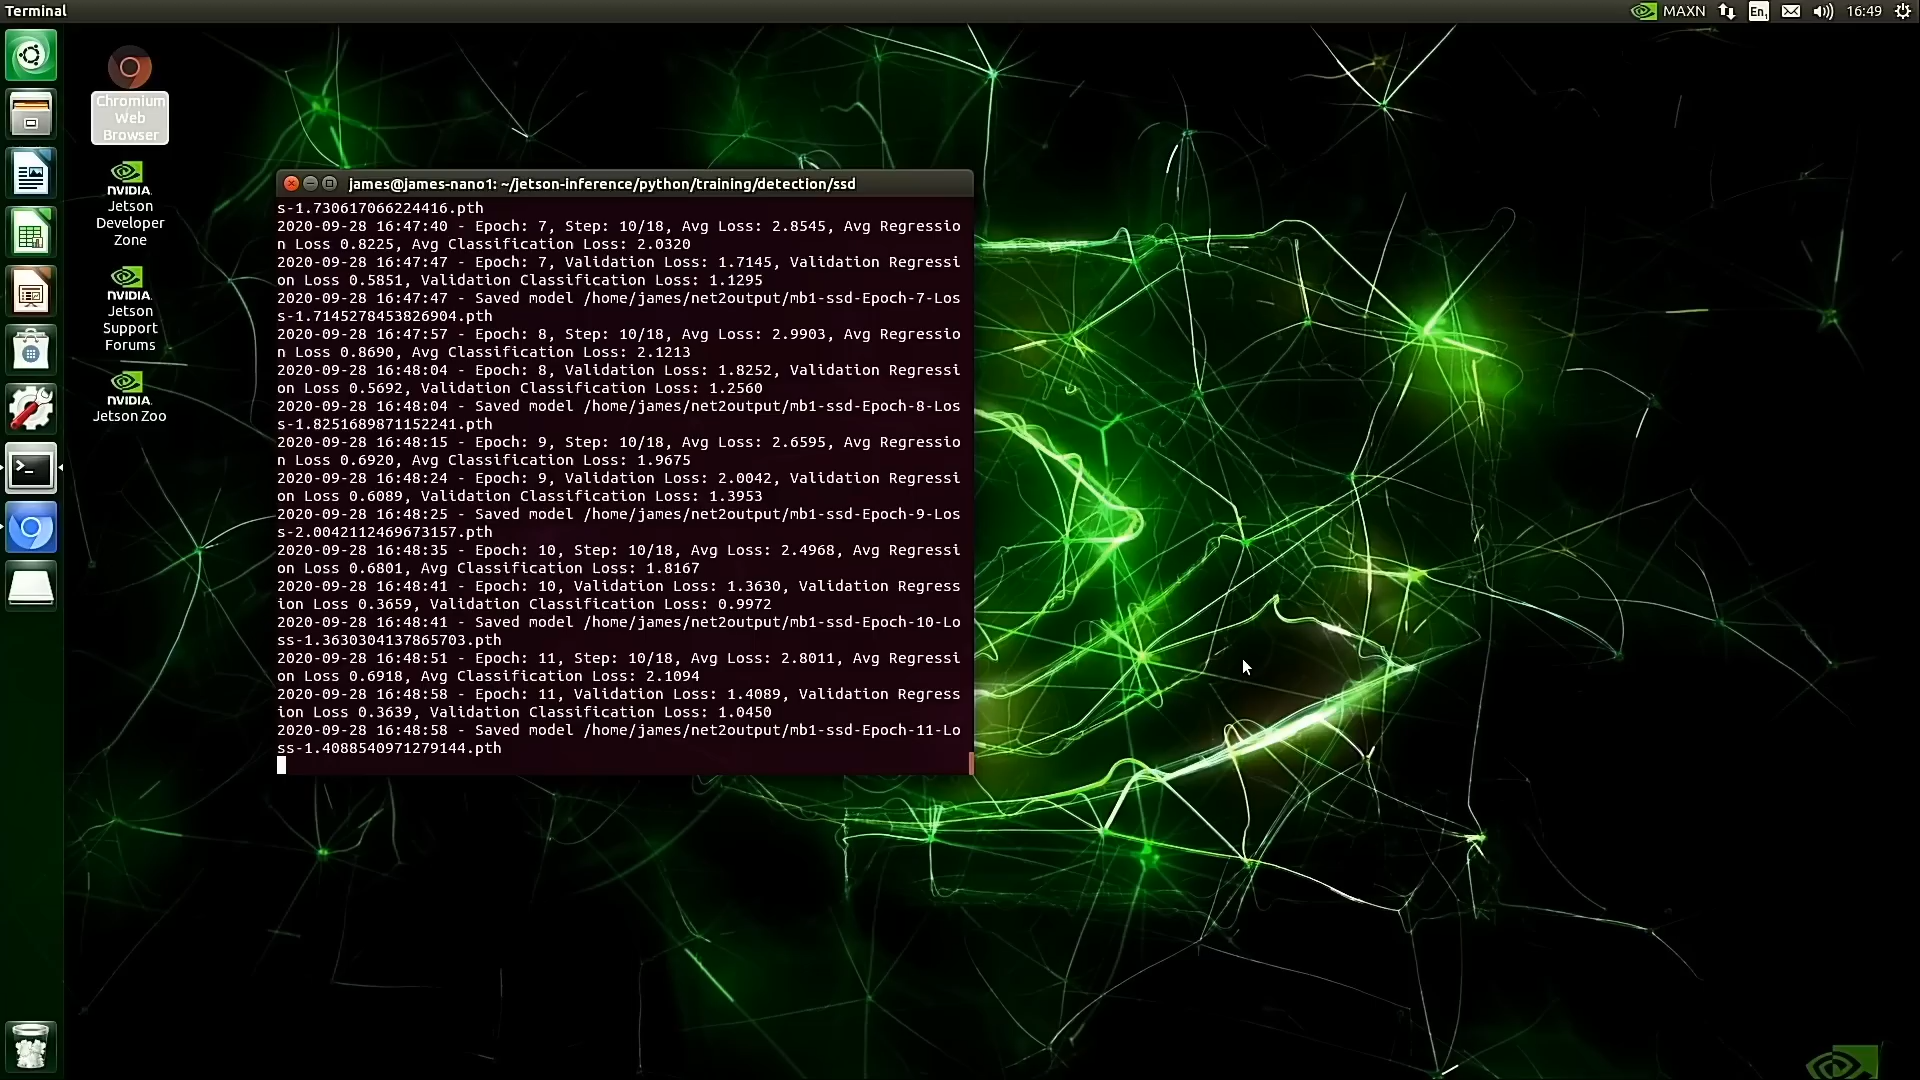 Terminal
MAXN
En1
16:49
Chromium
Web
Browser
NVIDIA.
Jetson
Developer
Zone
NVIDIA.
Jetson
Support
Forums
NVIDIA.
Jetson Zoo
james@james-nano1: ~/jetson-inference/python/training/detection/ssd
s-1.730617066224416.pth
2020-09-28 16:47:40 - Epoch: 7, Step: 10/18, Avg Loss: 2.8545, Avg Regressio
n Loss 0.8225, Avg Classification Loss: 2.0320
2020-09-28 16:47:47 - Epoch: 7, Validation Loss: 1.7145, Validation Regressi
on Loss 0.5851, Validation Classification Loss: 1.1295
2020-09-28 16:47:47 - Saved model /home/james/net2output/mb1-ssd-Epoch-7-Los
s-1.7145278453826904.pth
2020-09-28 16:47:57 - Epoch: 8, Step: 10/18, Avg Loss: 2.9903, Avg Regressio
n Loss 0.8690, Avg Classification Loss: 2.1213
2020-09-28 16:48:04 - Epoch: 8, Validation Loss: 1.8252, Validation Regressi
on Loss 0.5692, Validation Classification Loss: 1.2560
2020-09-28 16:48:04 - Saved model /home/james/net2output/mb1-ssd-Epoch-8-Los
s-1.8251689871152241.pth
2020-09-28 16:48:15 - Epoch: 9, Step: 10/18, Avg Loss: 2.6595, Avg Regressio
n Loss 0.6920, Avg Classification Loss: 1.9675
2020-09-28 16:48:24 - Epoch: 9, Validation Loss: 2.0042, Validation Regressi
on Loss 0.6089, Validation Classification Loss: 1.3953
2020-09-28 16:48:25 - Saved model /home/james/net2output/mb1-ssd-Epoch-9-Los
s-2.0042112469673157.pth
2020-09-28 16:48:35 - Epoch: 10, Step: 10/18, Avg Loss: 2.4968, Avg Regressi
on Loss 0.6801, Avg Classification Loss: 1.8167
2020-09-28 16:48:41 - Epoch: 10, Validation Loss: 1.3630, Validation Regress
ion Loss 0.3659, Validation Classification Loss: 0.9972
2020-09-28 16:48:41 - Saved model /home/james/net2output/mb1-ssd-Epoch-10-Lo
ss-1.3630304137865703.pth
2020-09-28 16:48:51 - Epoch: 11, Step: 10/18, Avg Loss: 2.8011, Avg Regressi
on Loss 0.6918, Avg Classification Loss: 2.1094
2020-09-28 16:48:58 - Epoch: 11, Validation Loss: 1.4089, Validation Regress
ion Loss 0.3639, Validation Classification Loss: 1.0450
2020-09-28 16:48:58 - Saved model /home/james/net2output/mb1-ssd-Epoch-11-Lo
ss-1.4088540971279144.pth